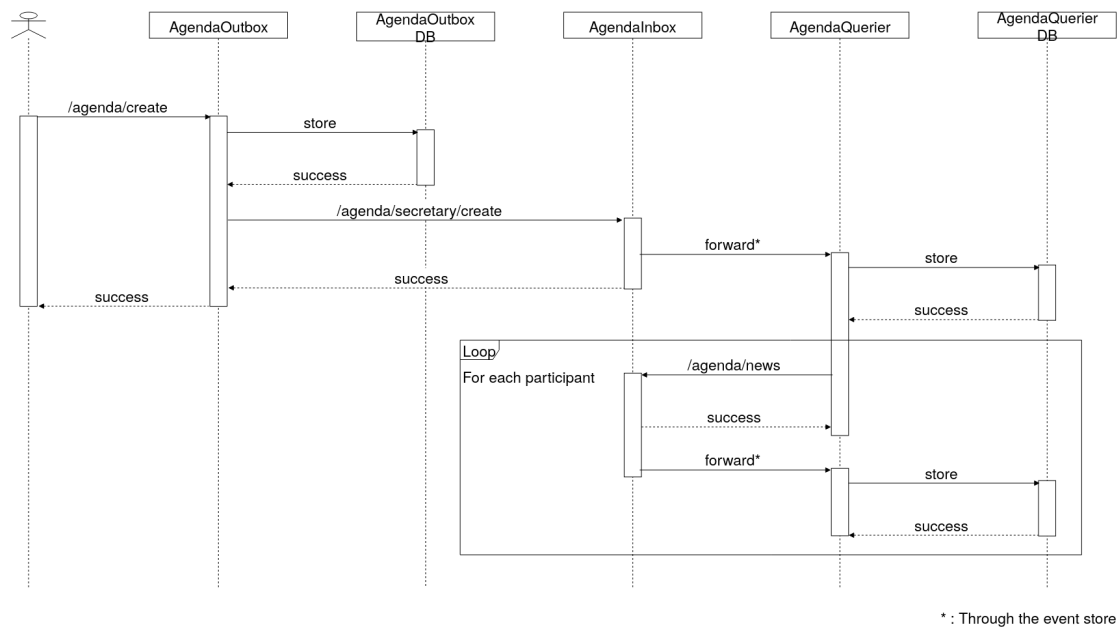 AgendaOutbox
AgendaOutbox
DB
AgendaInbox
AgendaQuerier
AgendaQuerier
DB
/agenda/create
store
success
/agenda/secretary/create
forward*
store
success
success
success
Loop
For each participant
/agenda/news
success
forward*
store
success
* : Through the event store